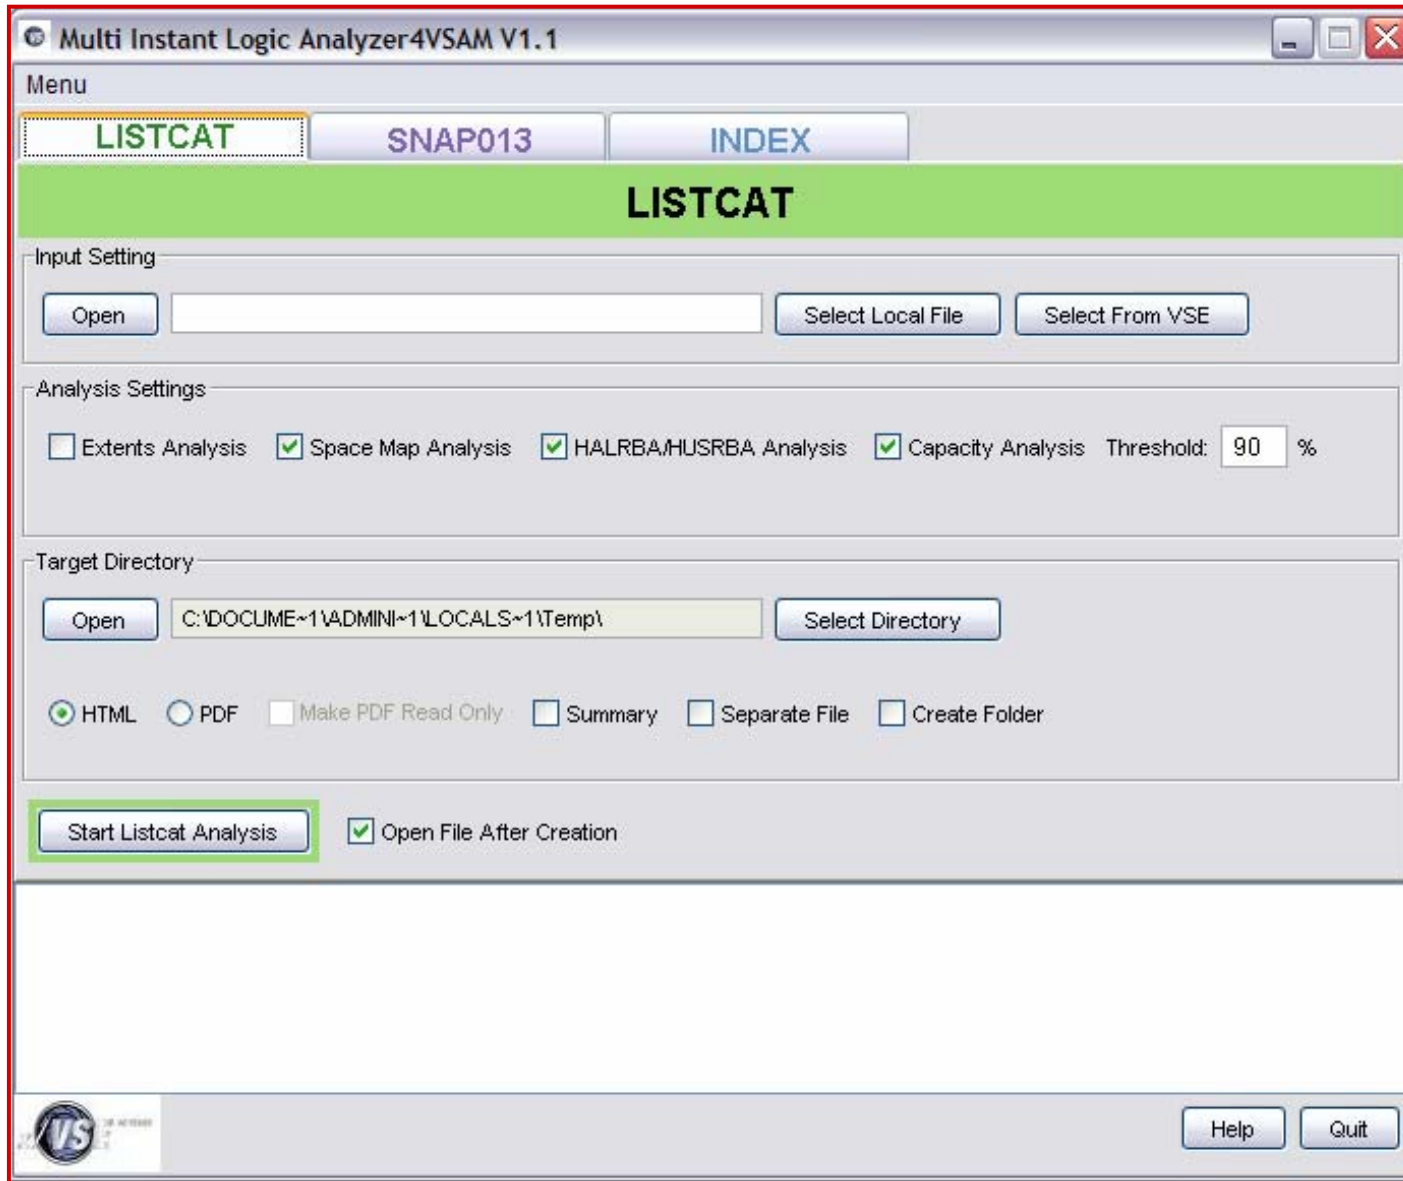 Multi Instant Logic Analyzer4VSAM V1.1
Menu
LISTCAT SNAP013 INDEX
LISTCAT
Input Setting
Open Select Local File Select From VSE
Analysis Settings
Extents Analysis Space Map Analysis HALRBA/HUSRBA Analysis Capacity Analysis Threshold: 90 %
Target Directory
Open C:\DOCUME~1\ADMINI~1\LOCALS~1\Temp\ Select Directory
HTML PDF Make PDF Read Only Summary Separate File Create Folder
Start Listcat Analysis Open File After Creation
VS
Help Quit